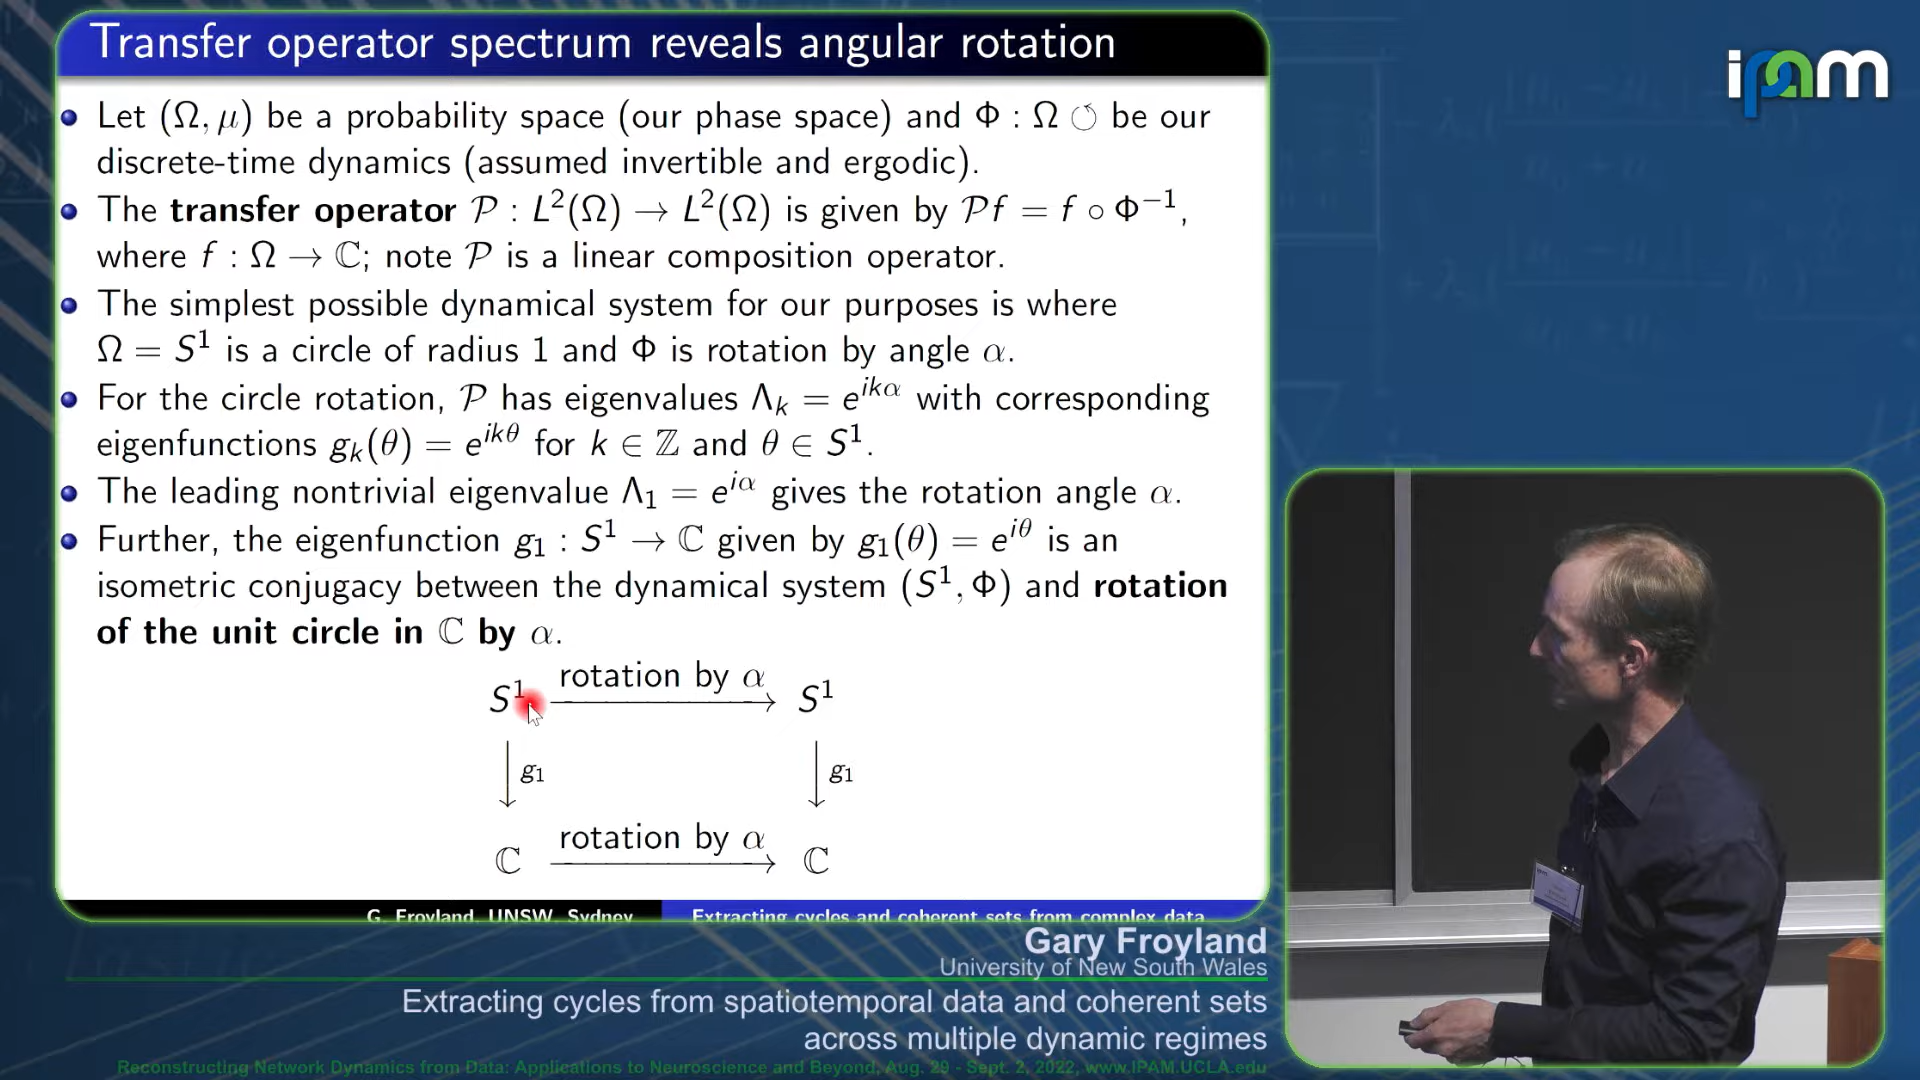 Transfer operator spectrum reveals angular rotation
ipam
Let (Ω, μ) be a probability space (our phase space) and Φ : Ω ↺ be our
discrete-time dynamics (assumed invertible and ergodic).
The transfer operator 𝒫 : L²(Ω) → L²(Ω) is given by 𝒫f = f ∘ Φ⁻¹,
where f : Ω → ℂ; note 𝒫 is a linear composition operator.
The simplest possible dynamical system for our purposes is where
Ω = S¹ is a circle of radius 1 and Φ is rotation by angle α.
For the circle rotation, 𝒫 has eigenvalues Λₖ = e^{ikα} with corresponding
eigenfunctions gₖ(θ) = e^{ikθ} for k ∈ ℤ and θ ∈ S¹.
The leading nontrivial eigenvalue Λ₁ = e^{iα} gives the rotation angle α.
Further, the eigenfunction g₁ : S¹ → ℂ given by g₁(θ) = e^{iθ} is an
isometric conjugacy between the dynamical system (S¹, Φ) and rotation
of the unit circle in ℂ by α.
rotation by α
S¹ S¹
g₁ g₁
rotation by α
ℂ ℂ
G. Froyland, UNSW, Sydney Extracting cycles and coherent sets from complex data
Gary Froyland
University of New South Wales
Extracting cycles from spatiotemporal data and coherent sets
across multiple dynamic regimes
Reconstructing Network Dynamics from Data: Applications to Neuroscience and Beyond, Aug. 29 - Sept. 2, 2022, www.IPAM.UCLA.edu